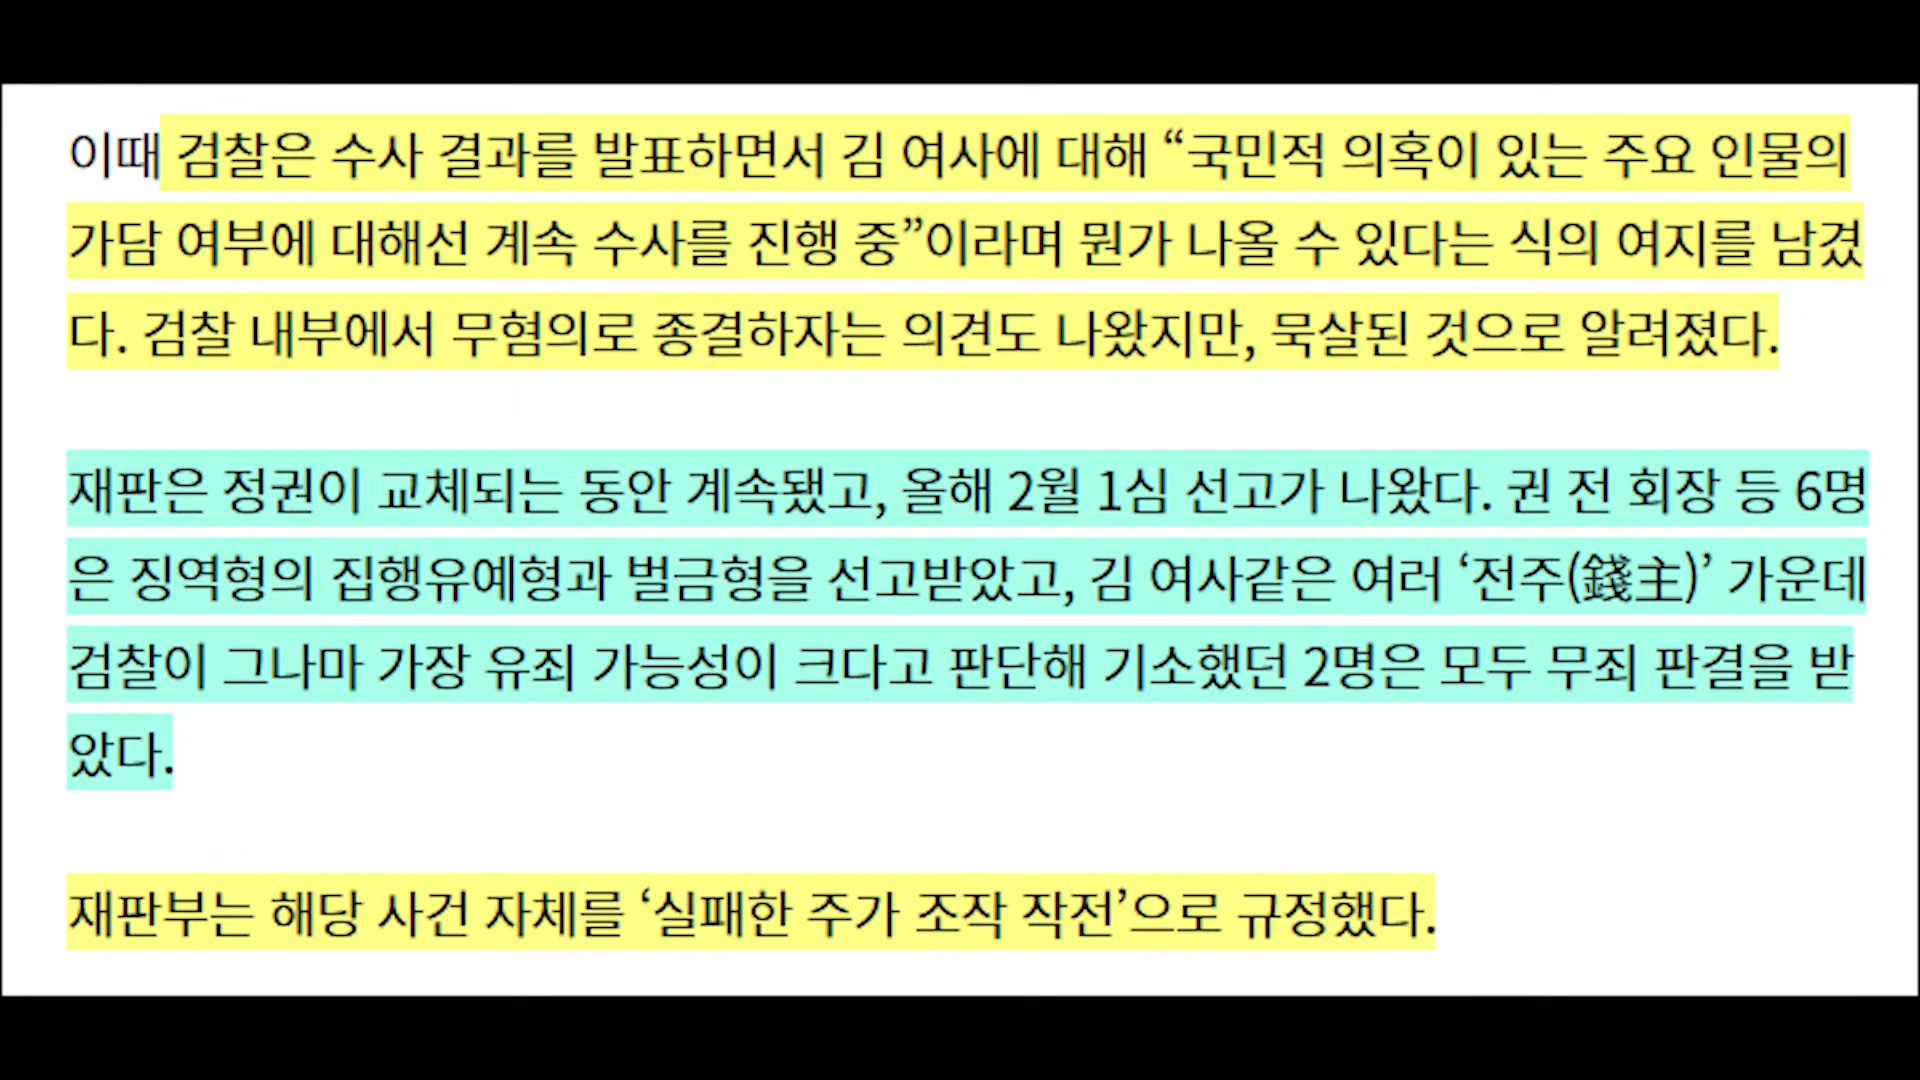 이때 검찰은 수사 결과를 발표하면서 김 여사에 대해 “국민적 의혹이 있는 주요 인물의
가담 여부에 대해선 계속 수사를 진행 중”이라며 뭔가 나올 수 있다는 식의 여지를 남겼
다. 검찰 내부에서 무혐의로 종결하자는 의견도 나왔지만, 묵살된 것으로 알려졌다.
재판은 정권이 교체되는 동안 계속됐고, 올해 2월 1심 선고가 나왔다. 권 전 회장 등 6명
은 징역형의 집행유예형과 벌금형을 선고받았고, 김 여사같은 여러 ‘전주(錢主)’ 가운데
검찰이 그나마 가장 유죄 가능성이 크다고 판단해 기소했던 2명은 모두 무죄 판결을 받
았다.
재판부는 해당 사건 자체를 ‘실패한 주가 조작 작전’으로 규정했다.